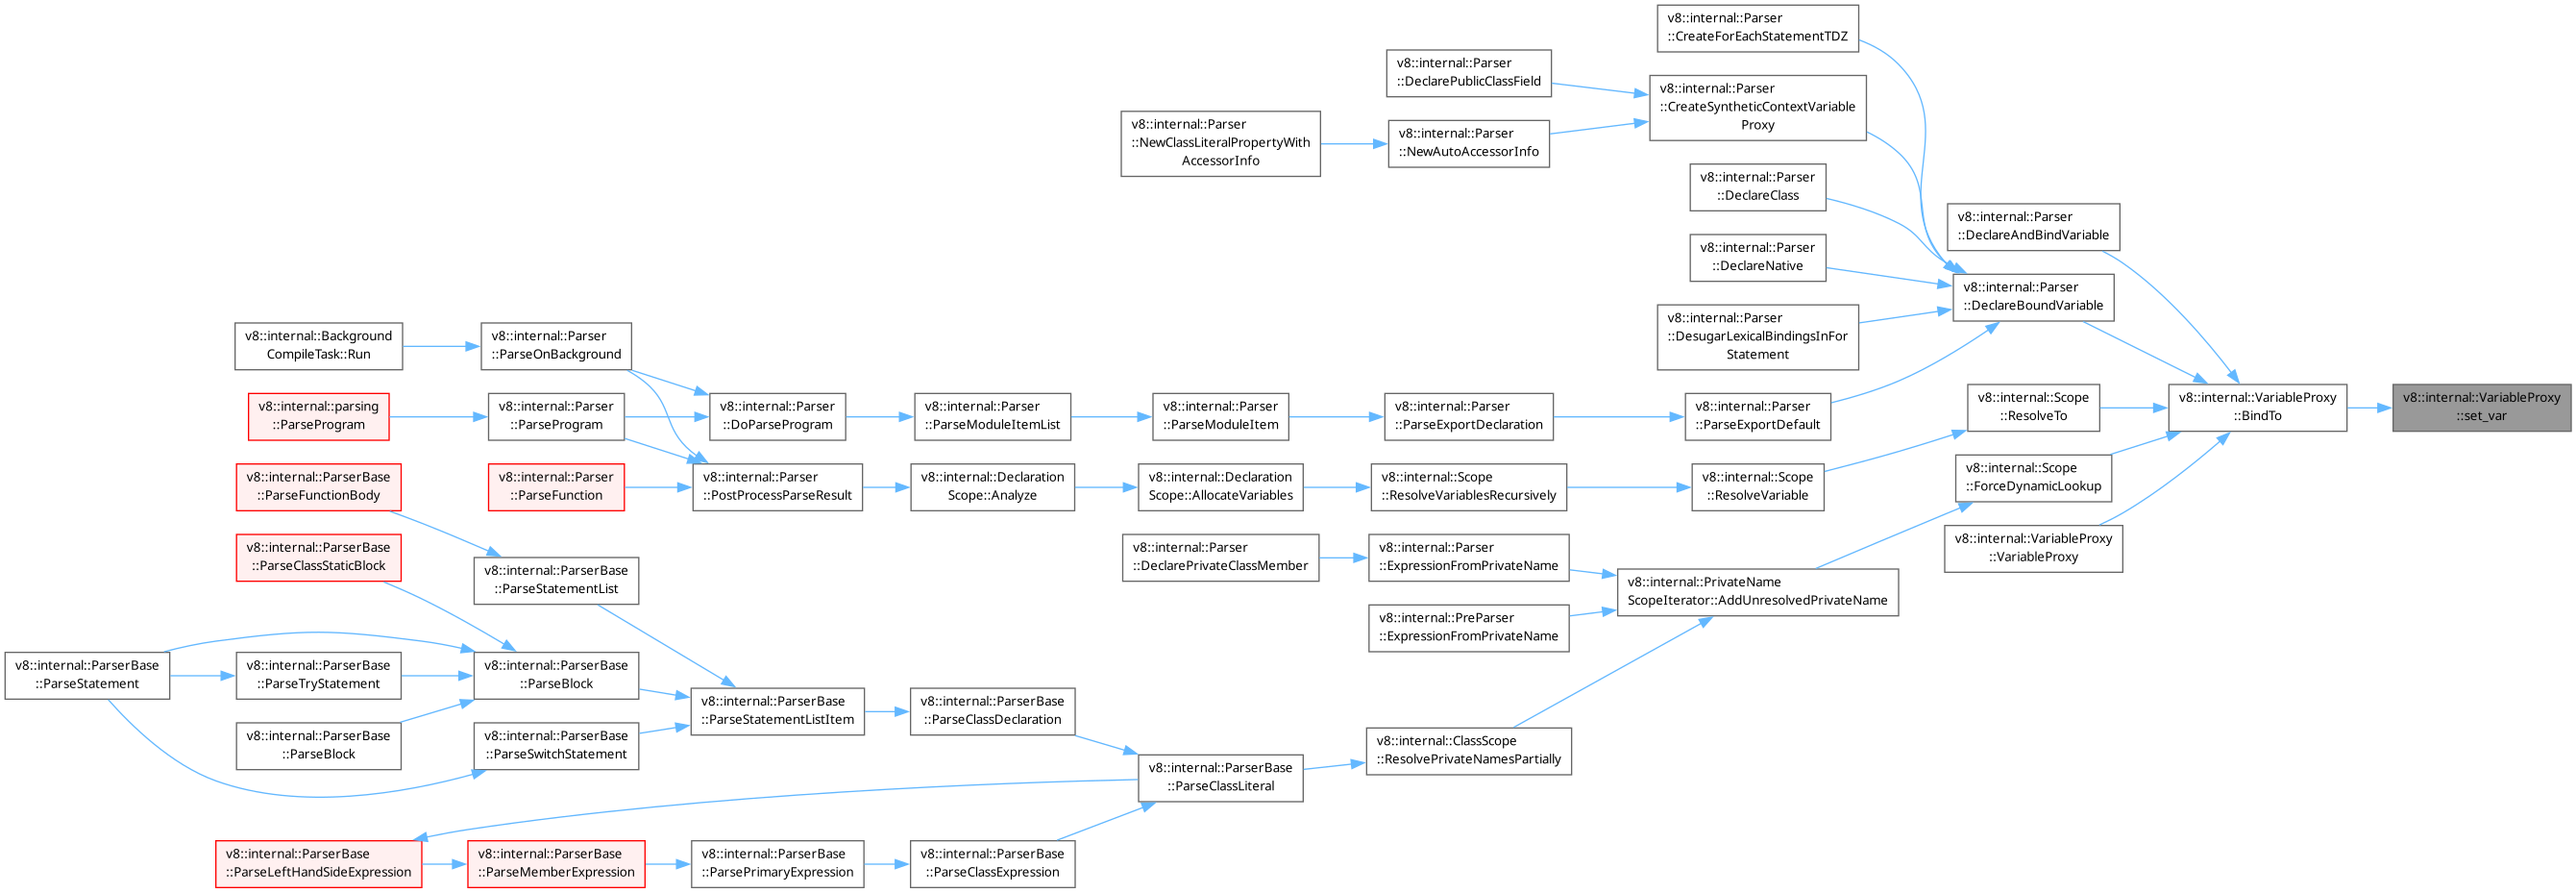 v8::internal::Parser
::CreateForEachStatementTDZ
v8::internal::Parser
::DeclarePublicClassField
v8::internal::Parser
::CreateSyntheticContextVariable
Proxy
v8::internal::Parser
::NewClassLiteralPropertyWith
AccessorInfo
v8::internal::Parser
::NewAutoAccessorInfo
v8::internal::Parser
::DeclareClass
v8::internal::Parser
::DeclareAndBindVariable
v8::internal::Parser
::DeclareNative
v8::internal::Parser
::DeclareBoundVariable
v8::internal::Parser
::DesugarLexicalBindingsInFor
Statement
v8::internal::Background
CompileTask::Run
v8::internal::Parser
::ParseOnBackground
v8::internal::parsing
::ParseProgram
v8::internal::Parser
::ParseProgram
v8::internal::Parser
::DoParseProgram
v8::internal::Parser
::ParseModuleItemList
v8::internal::Parser
::ParseModuleItem
v8::internal::Parser
::ParseExportDeclaration
v8::internal::Parser
::ParseExportDefault
v8::internal::Scope
::ResolveTo
v8::internal::VariableProxy
::BindTo
v8::internal::VariableProxy
::set_var
v8::internal::ParserBase
::ParseFunctionBody
v8::internal::Parser
::ParseFunction
v8::internal::Parser
::PostProcessParseResult
v8::internal::Declaration
Scope::Analyze
v8::internal::Declaration
Scope::AllocateVariables
v8::internal::Scope
::ResolveVariablesRecursively
v8::internal::Scope
::ResolveVariable
v8::internal::Scope
::ForceDynamicLookup
v8::internal::ParserBase
::ParseClassStaticBlock
v8::internal::ParserBase
::ParseStatementList
v8::internal::Parser
::DeclarePrivateClassMember
v8::internal::Parser
::ExpressionFromPrivateName
v8::internal::VariableProxy
::VariableProxy
v8::internal::PrivateName
ScopeIterator::AddUnresolvedPrivateName
v8::internal::PreParser
::ExpressionFromPrivateName
v8::internal::ParserBase
::ParseStatement
v8::internal::ParserBase
::ParseTryStatement
v8::internal::ParserBase
::ParseBlock
v8::internal::ParserBase
::ParseStatementListItem
v8::internal::ParserBase
::ParseClassDeclaration
v8::internal::ParserBase
::ParseBlock
v8::internal::ParserBase
::ParseSwitchStatement
v8::internal::ClassScope
::ResolvePrivateNamesPartially
v8::internal::ParserBase
::ParseClassLiteral
v8::internal::ParserBase
::ParseLeftHandSideExpression
v8::internal::ParserBase
::ParseMemberExpression
v8::internal::ParserBase
::ParsePrimaryExpression
v8::internal::ParserBase
::ParseClassExpression